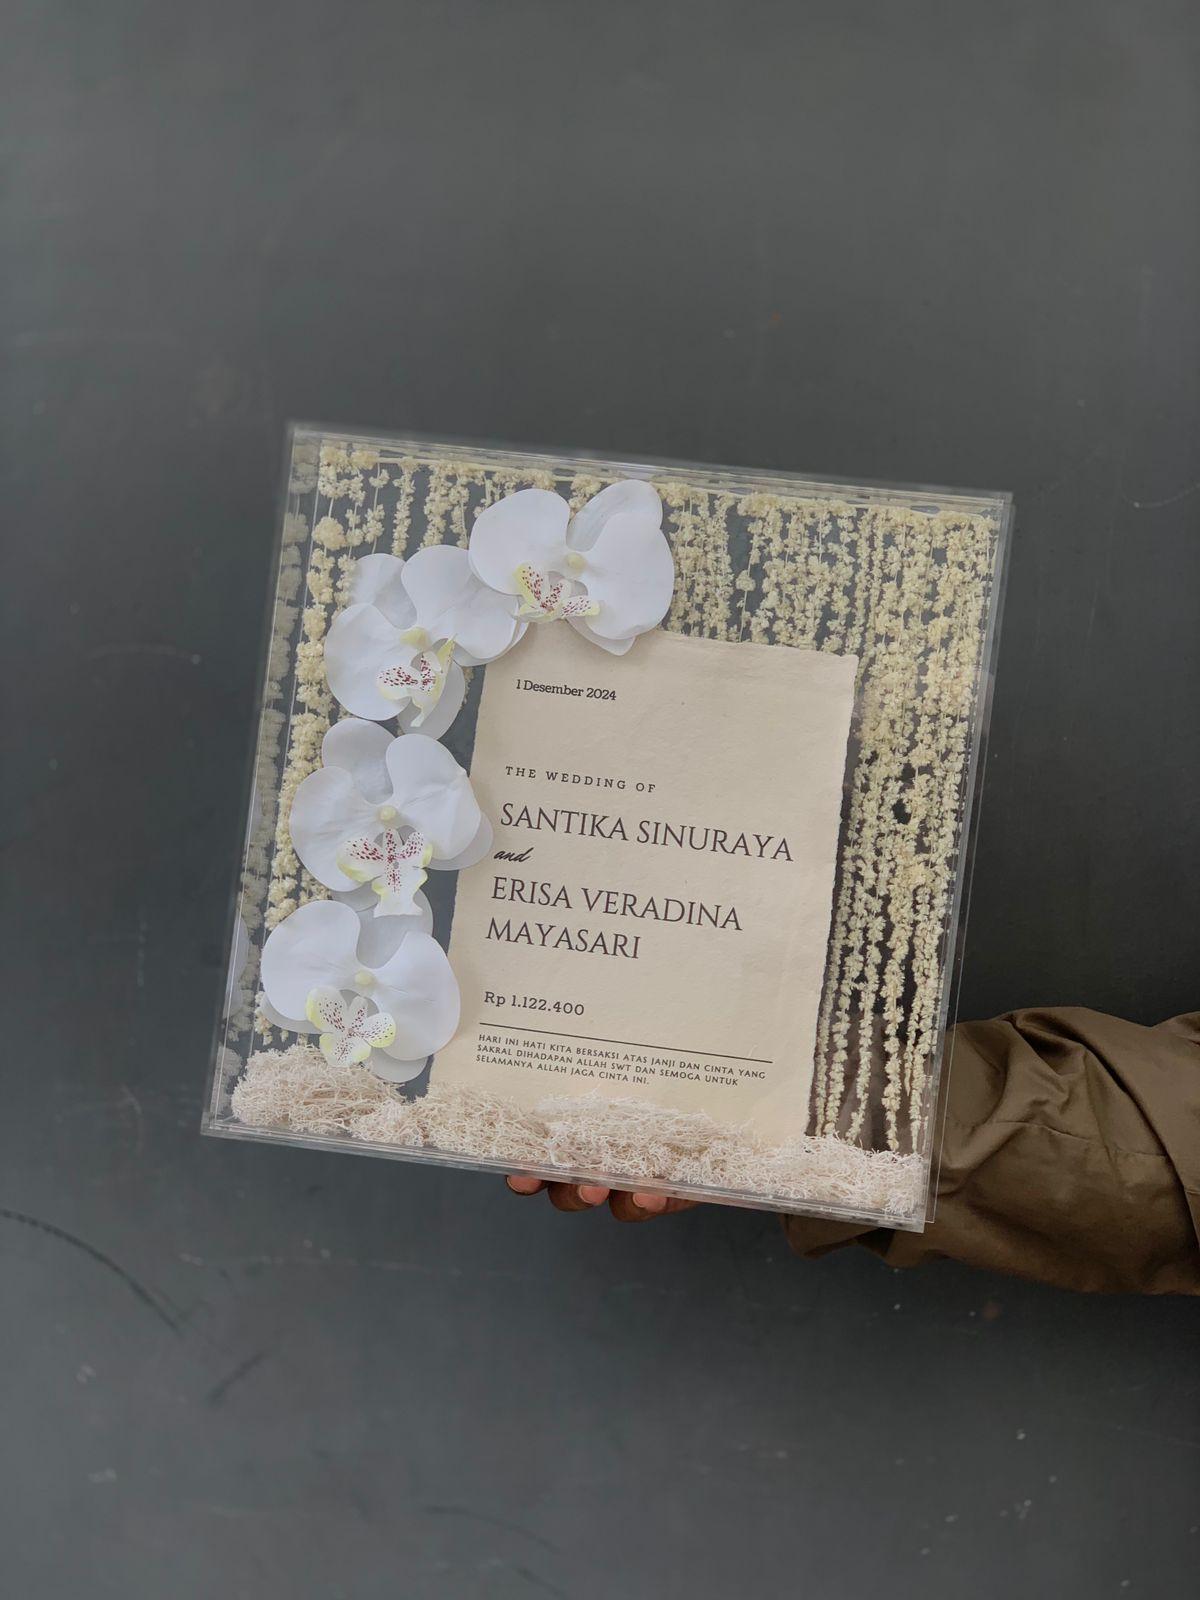 1 Desember 2024
THE WEDDING OF
SANTIKA SINURAYA
and
ERISA VERADINA
MAYASARI
Rp 1.122.400
HARI INI HATI KITA BERSAKSI ATAS JANJI DAN CINTA YANG
SAKRAL DIHADAPAN ALLAH SWT DAN SEMOGA UNTUK
SELAMANYA ALLAH JAGA CINTA INI.